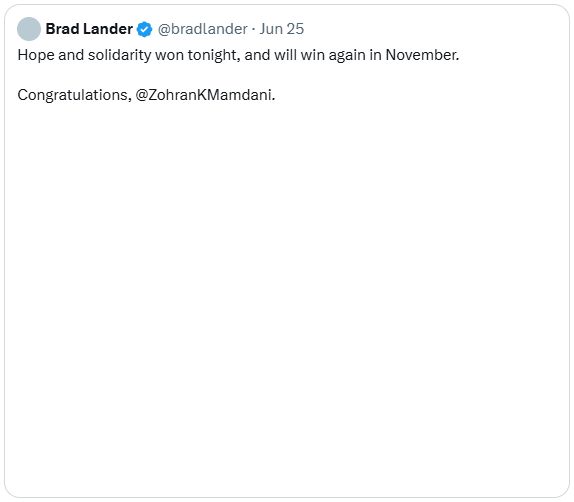 Brad Lander @bradlander · Jun 25
Hope and solidarity won tonight, and will win again in November.
Congratulations, @ZohranKMamdani.